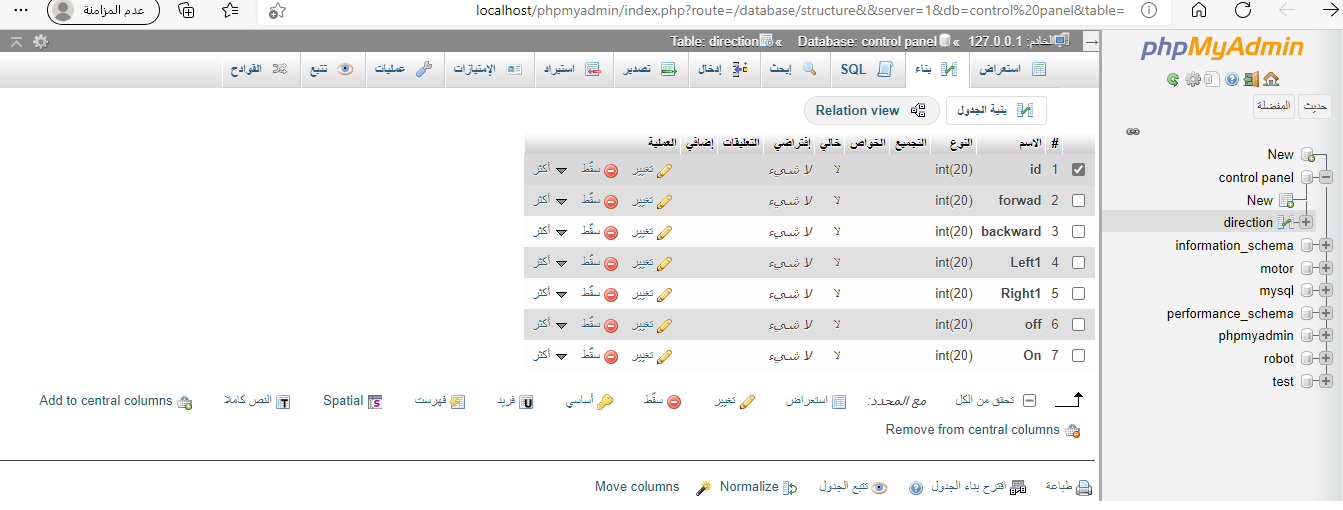 عدم المزامنة
localhost/phpmyadmin/index.php?route=/database/structure&&server=1&db=control%20panel&table=
phpMyAdmin
حديث المفضلة
New
control panel
New
direction
information_schema
motor
mysql
performance_schema
phpmyadmin
robot
test
الخادم: 127.0.0.1 » Database: control panel » Table: direction
استعراض بناء SQL إبحث إدخال تصدير استيراد الإمتيازات عمليات تتبع القوادح
بنية الجدول Relation view
# الاسم النوع التجميع الخواص خالي إفتراضي التعليقات إضافي العملية
1 id int(20) لا لا شيء تغيير سقّط أكثر
2 forwad int(20) لا لا شيء تغيير سقّط أكثر
3 backward int(20) لا لا شيء تغيير سقّط أكثر
4 Left1 int(20) لا لا شيء تغيير سقّط أكثر
5 Right1 int(20) لا لا شيء تغيير سقّط أكثر
6 off int(20) لا لا شيء تغيير سقّط أكثر
7 On int(20) لا لا شيء تغيير سقّط أكثر
تحقق من الكل مع المحدد: استعراض تغيير سقّط أساسي فريد فهرست Spatial النص كاملا Add to central columns
Remove from central columns
طباعة اقترح بناء الجدول تتبع الجدول Normalize Move columns